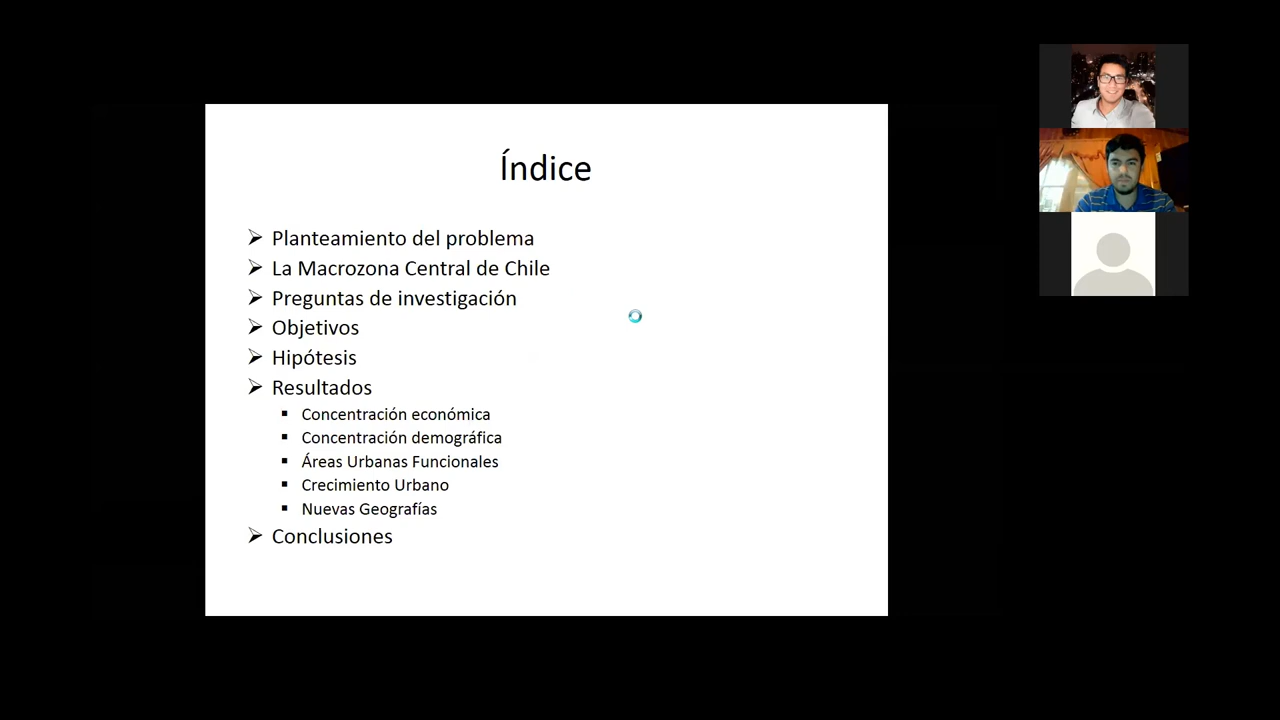 Índice
Planteamiento del problema
La Macrozona Central de Chile
Preguntas de investigación
Objetivos
Hipótesis
Resultados
Concentración económica
Concentración demográfica
Áreas Urbanas Funcionales
Crecimiento Urbano
Nuevas Geografías
Conclusiones